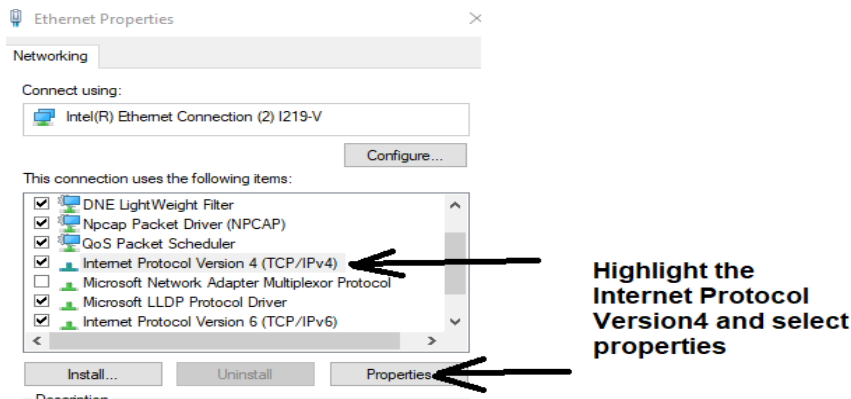 Ethernet Properties
Networking
Connect using:
Intel(R) Ethernet Connection (2) I219-V
Configure...
This connection uses the following items:
DNE LightWeight Filter
Npcap Packet Driver (NPCAP)
QoS Packet Scheduler
Internet Protocol Version 4 (TCP/IPv4)
Microsoft Network Adapter Multiplexor Protocol
Microsoft LLDP Protocol Driver
Internet Protocol Version 6 (TCP/IPv6)
Install...
Uninstall
Properties
Description
Highlight the
Internet Protocol
Version4 and select
properties